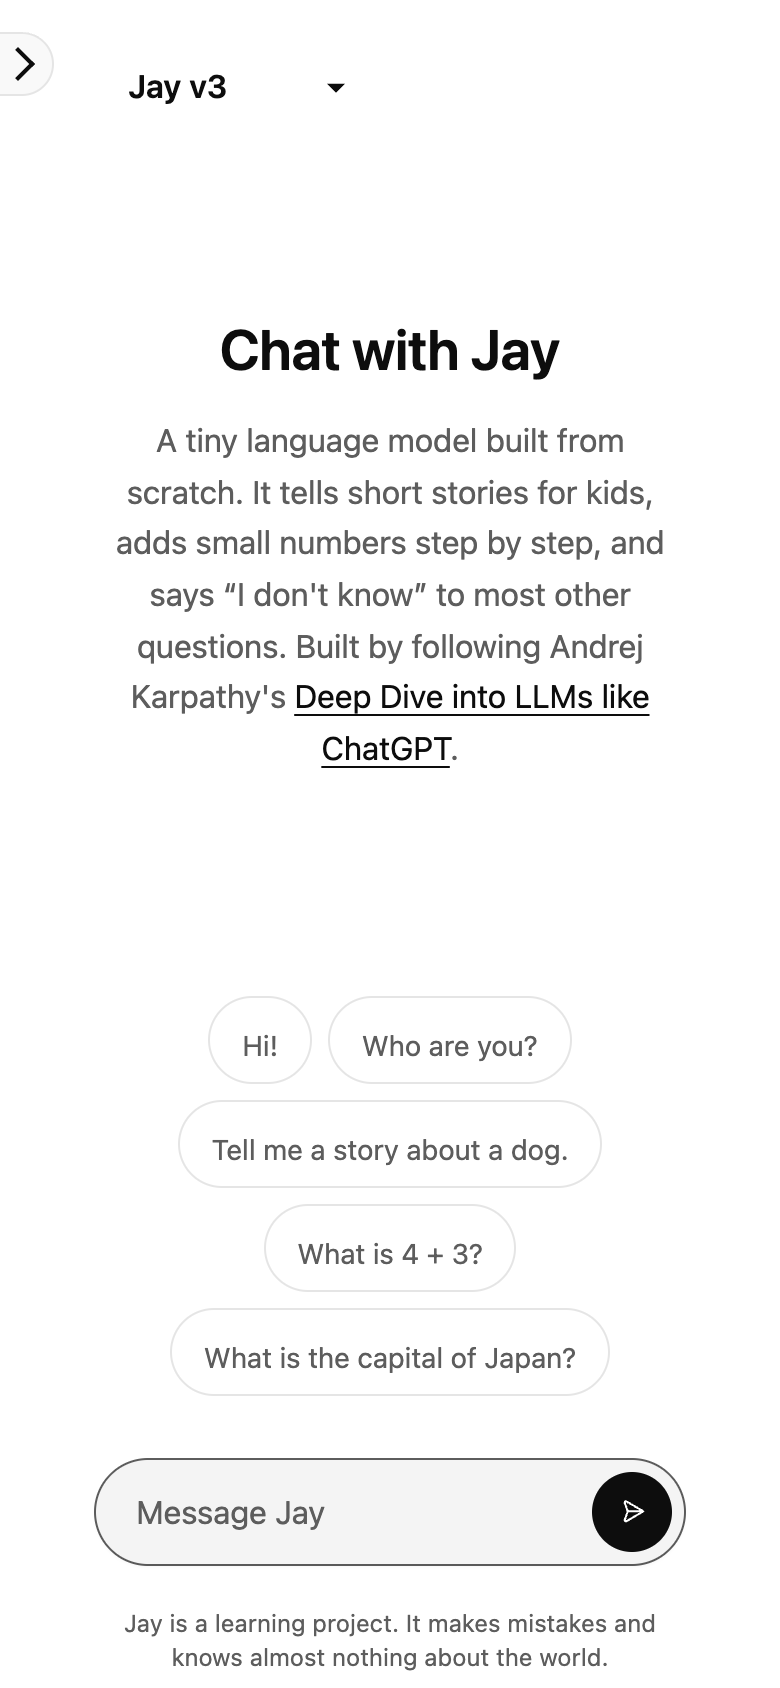 Jay v3
Chat with Jay
A tiny language model built from
scratch. It tells short stories for kids,
adds small numbers step by step, and
says “I don't know” to most other
questions. Built by following Andrej
Karpathy's Deep Dive into LLMs like
ChatGPT.
Hi!
Who are you?
Tell me a story about a dog.
What is 4 + 3?
What is the capital of Japan?
Message Jay
Jay is a learning project. It makes mistakes and
knows almost nothing about the world.